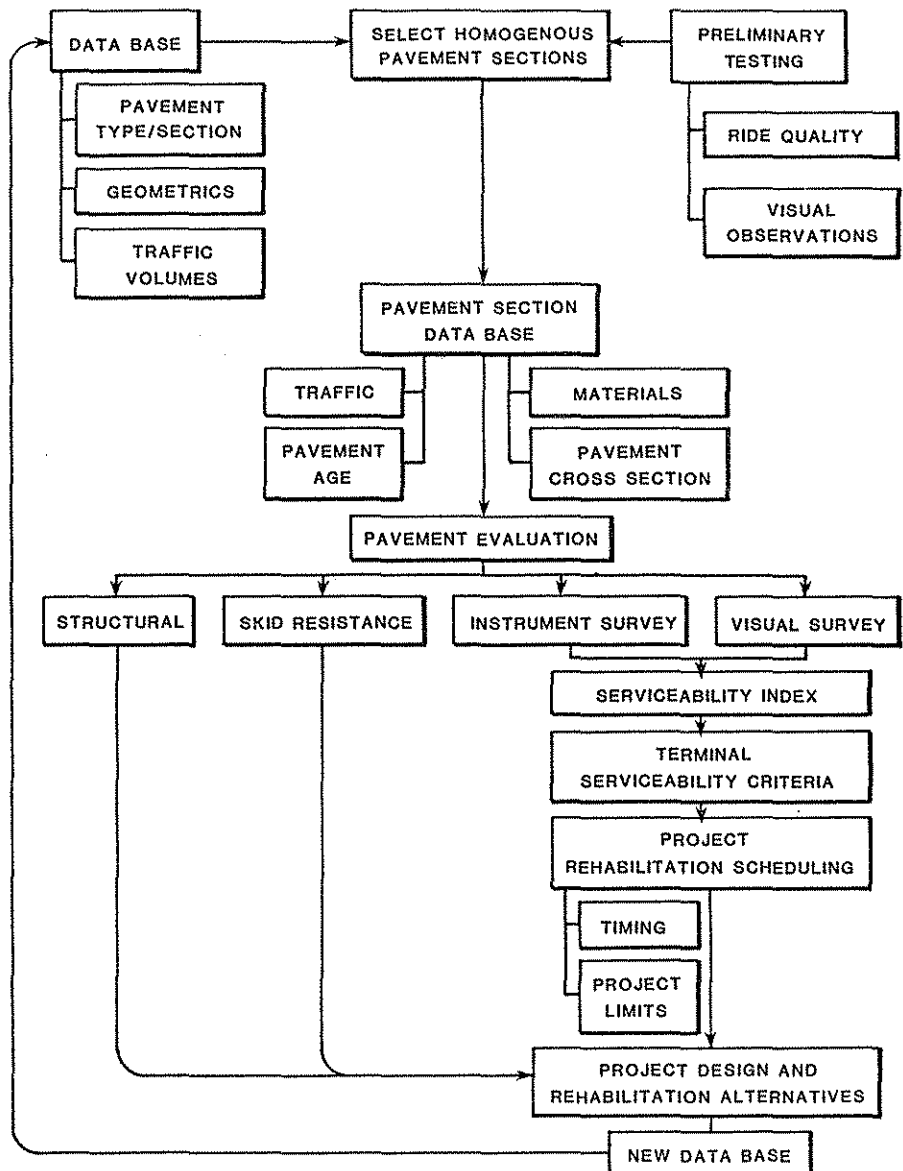 DATA BASE
SELECT HOMOGENOUS
PAVEMENT SECTIONS
PRELIMINARY
TESTING
PAVEMENT
TYPE/SECTION
GEOMETRICS
TRAFFIC
VOLUMES
RIDE QUALITY
VISUAL
OBSERVATIONS
PAVEMENT SECTION
DATA BASE
TRAFFIC
PAVEMENT
AGE
MATERIALS
PAVEMENT
CROSS SECTION
PAVEMENT EVALUATION
STRUCTURAL
SKID RESISTANCE
INSTRUMENT SURVEY
VISUAL SURVEY
SERVICEABILITY INDEX
TERMINAL
SERVICEABILITY CRITERIA
PROJECT
REHABILITATION SCHEDULING
TIMING
PROJECT
LIMITS
PROJECT DESIGN AND
REHABILITATION ALTERNATIVES
NEW DATA BASE